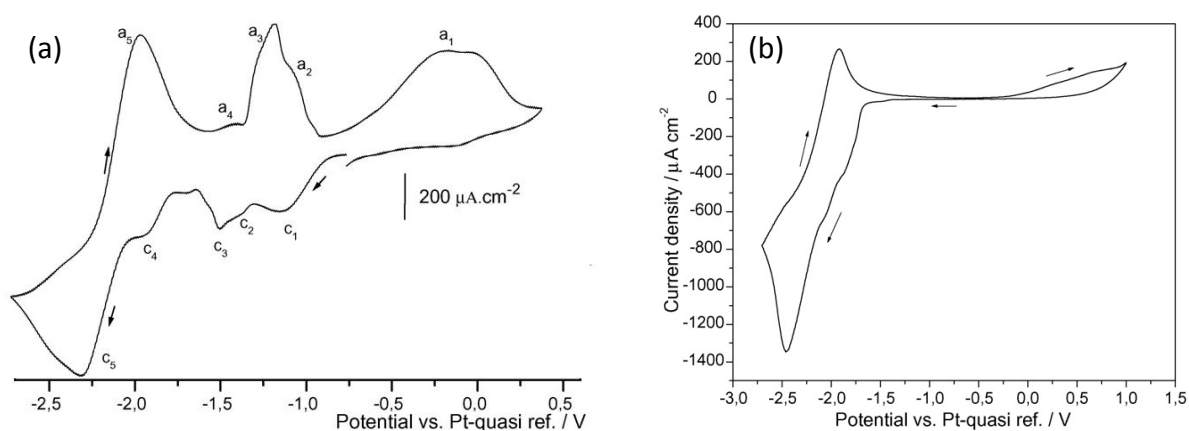 (a)
a5
a3
a2
a1
a4
200 μA.cm-2
c2
c3
c1
c4
c5
-2,5 -2,0 -1,5 -1,0 -0,5 0,0 0,5
Potential vs. Pt-quasi ref. / V
(b)
Current density / μA cm-2
400
200
0
-200
-400
-600
-800
-1000
-1200
-1400
-3,0 -2,5 -2,0 -1,5 -1,0 -0,5 0,0 0,5 1,0 1,5
Potential vs. Pt-quasi ref. / V